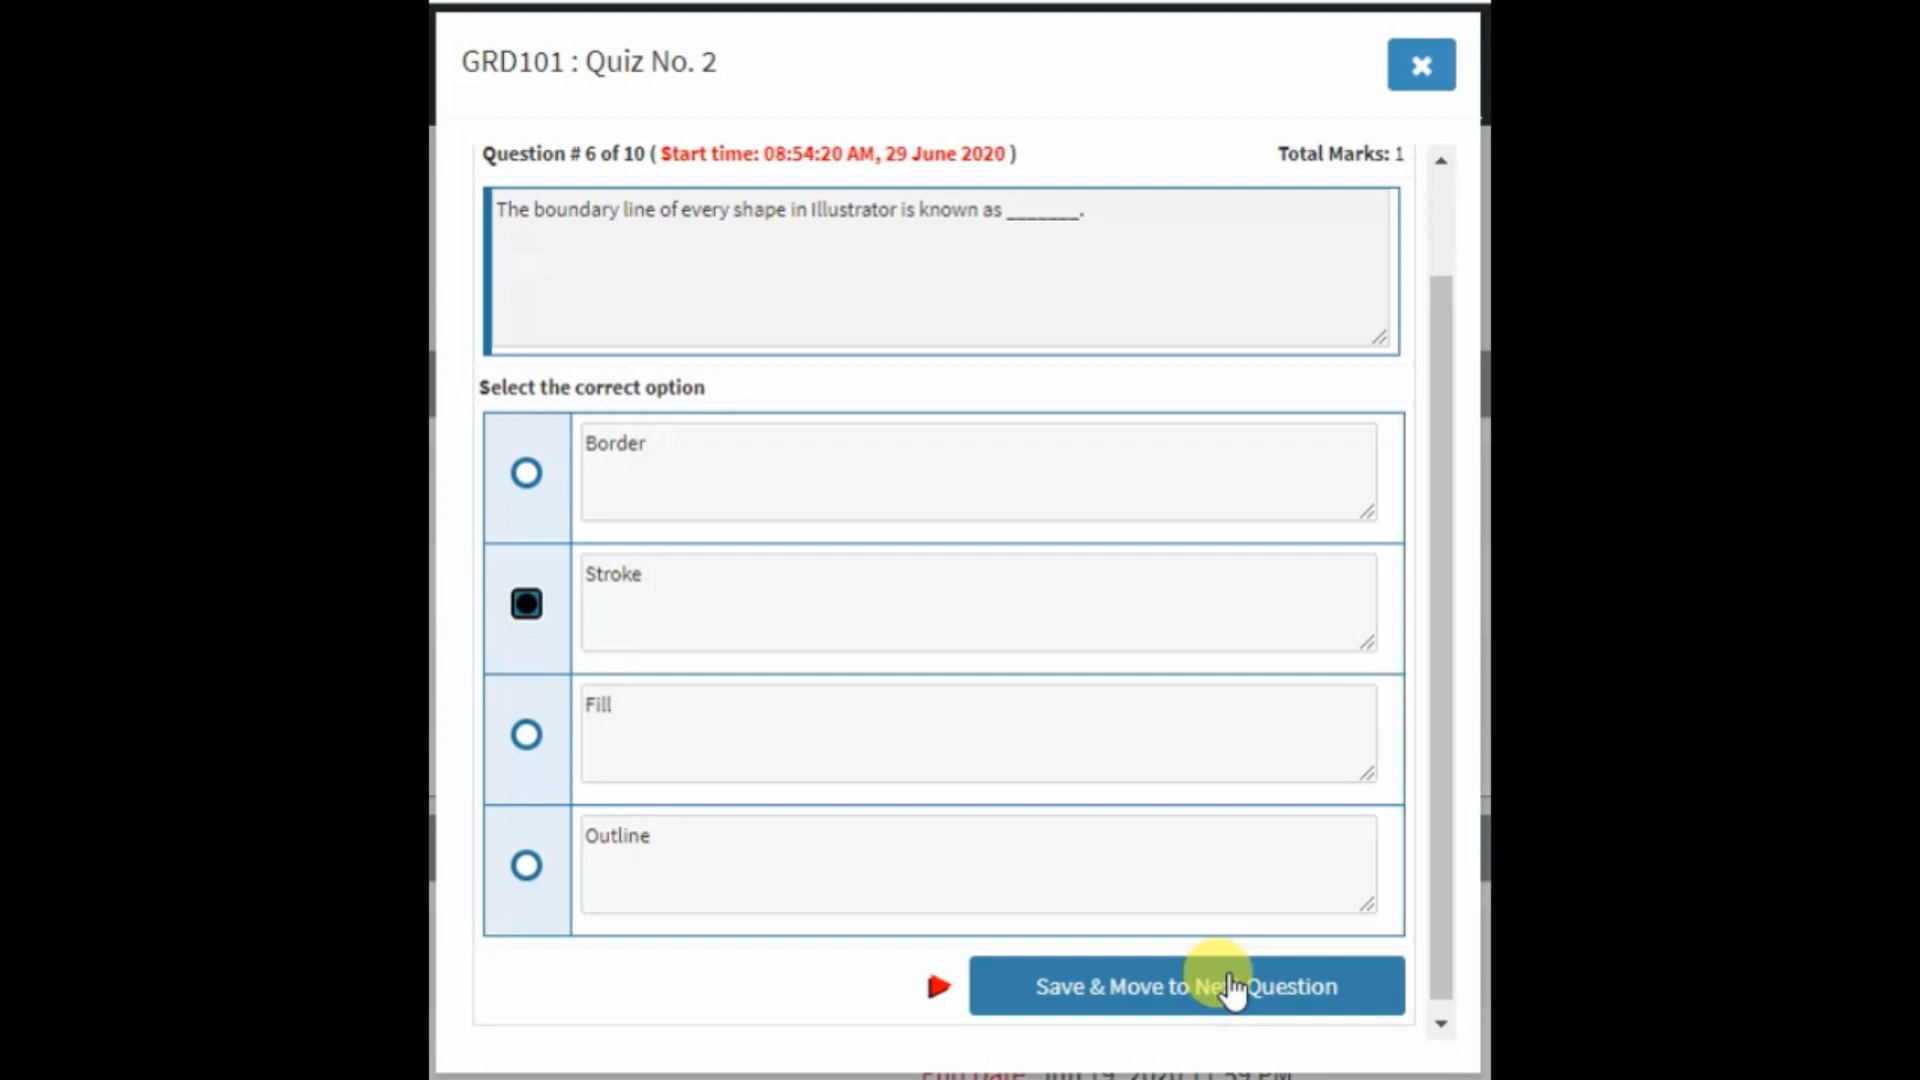 GRD101 : Quiz No. 2
Question # 6 of 10 ( Start time: 08:54:20 AM, 29 June 2020 ) Total Marks: 1
The boundary line of every shape in Illustrator is known as _______.
Select the correct option
Border
Stroke
Fill
Outline
Save & Move to Next Question